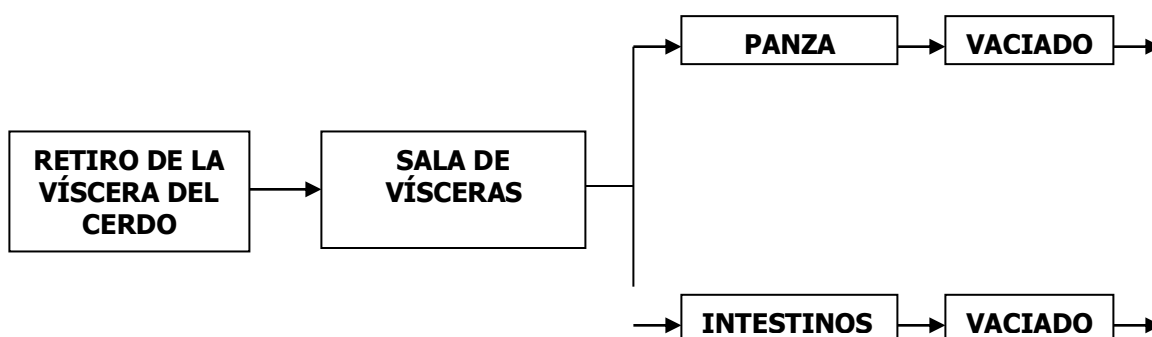 PANZA
VACIADO
RETIRO DE LA
VÍSCERA DEL
CERDO
SALA DE
VÍSCERAS
INTESTINOS
VACIADO